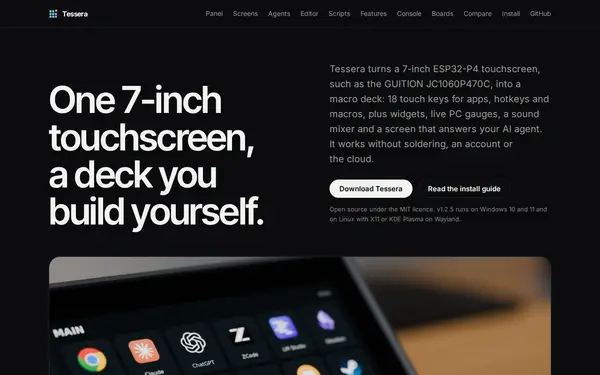 Tessera
Panel Screens Agents Editor Scripts Features Console Boards Compare Install GitHub
One 7-inch
touchscreen,
a deck you
build yourself.
Tessera turns a 7-inch ESP32-P4 touchscreen,
such as the GUITION JC1060P470C, into a
macro deck: 18 touch keys for apps, hotkeys and
macros, plus widgets, live PC gauges, a sound
mixer and a screen that answers your AI agent.
It works without soldering, an account or
the cloud.
Download Tessera
Read the install guide
Open source under the MIT licence. v1.2.5 runs on Windows 10 and 11 and
on Linux with X11 or KDE Plasma on Wayland.
MAIN
Chrome
Claude
ChatGPT
ZCode